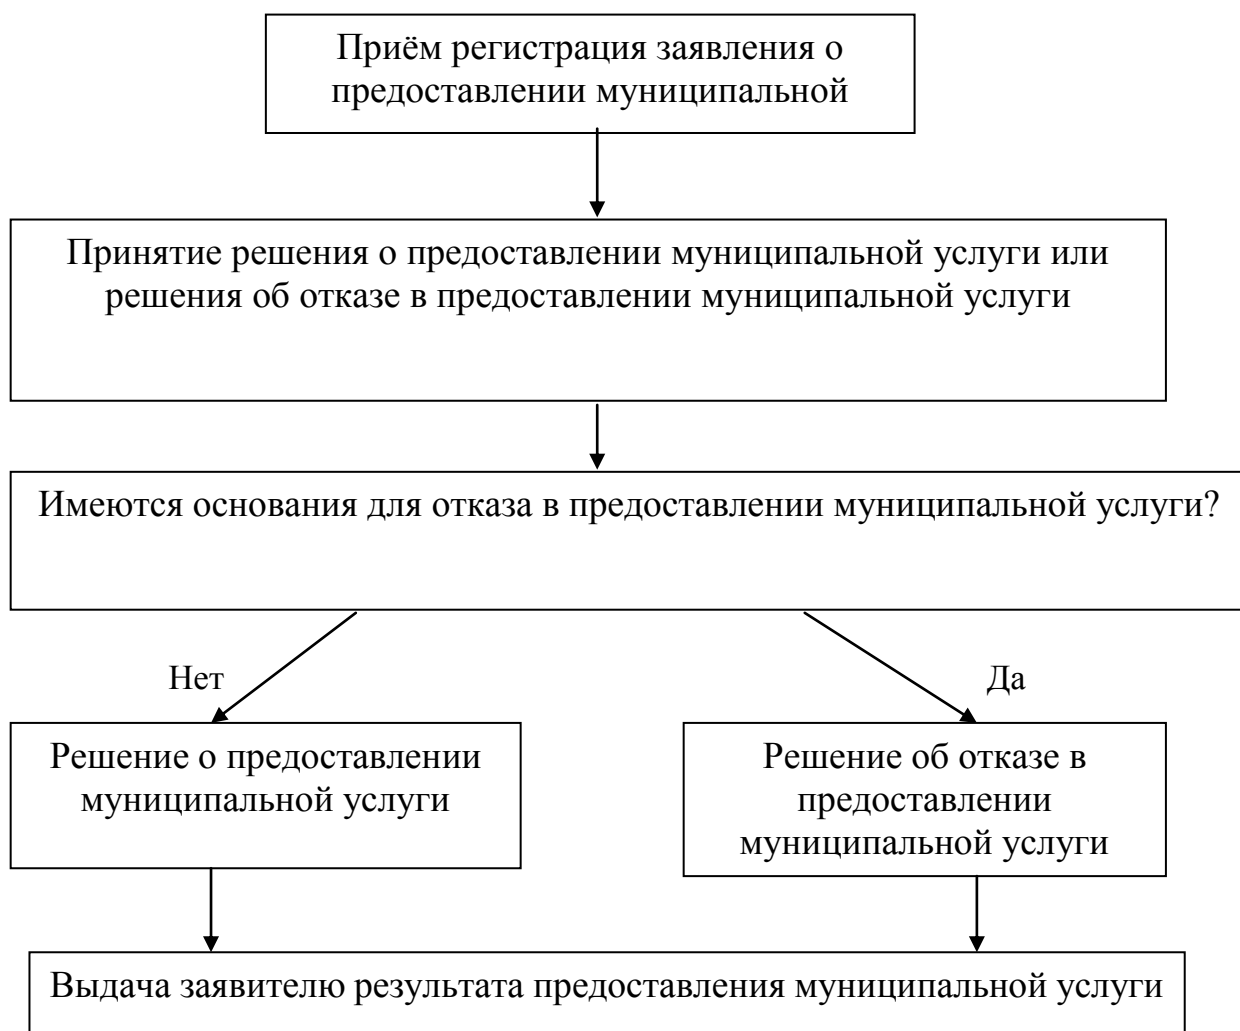 Приём регистрация заявления о
предоставлении муниципальной
Принятие решения о предоставлении муниципальной услуги или
решения об отказе в предоставлении муниципальной услуги
Имеются основания для отказа в предоставлении муниципальной услуги?
Нет
Да
Решение о предоставлении
муниципальной услуги
Решение об отказе в
предоставлении
муниципальной услуги
Выдача заявителю результата предоставления муниципальной услуги